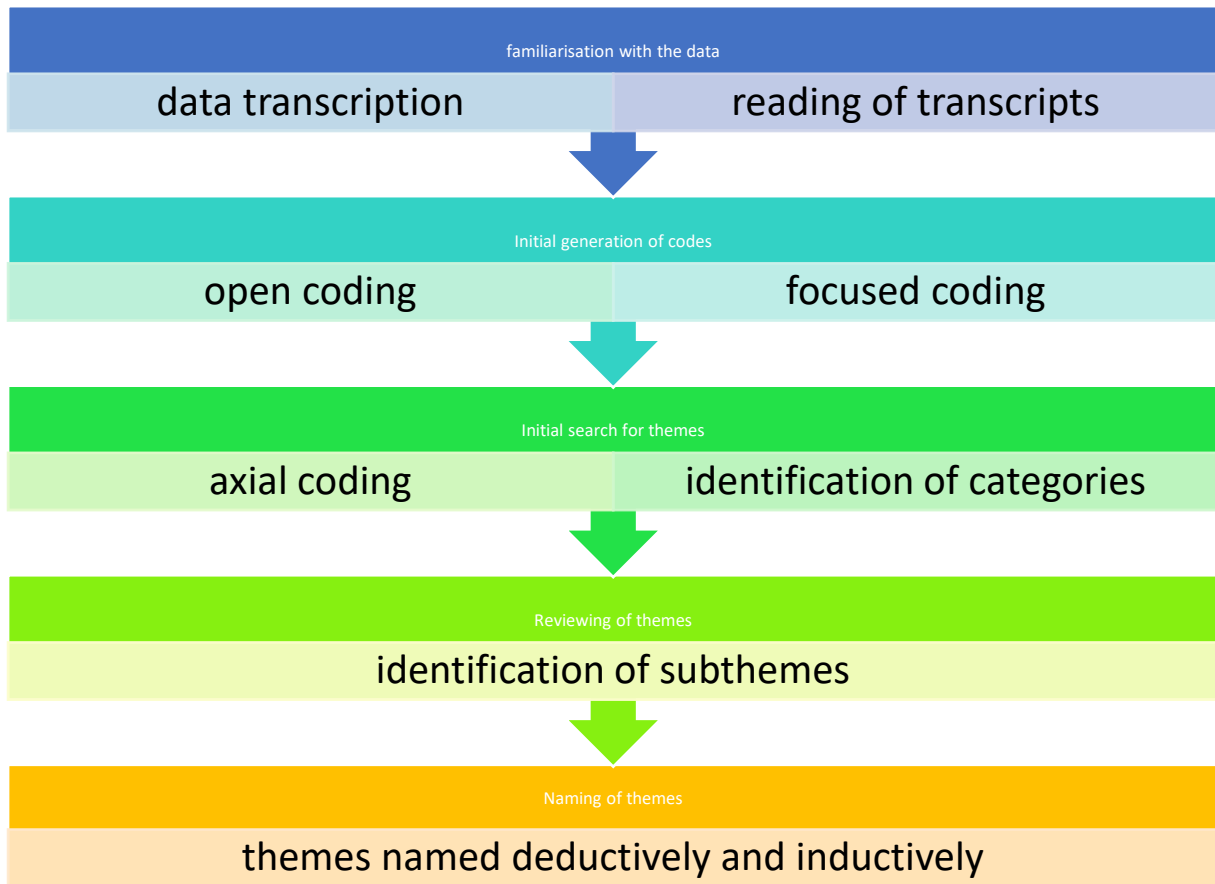 familiarisation with the data
data transcription
reading of transcripts
Initial generation of codes
open coding
focused coding
Initial search for themes
axial coding
identification of categories
Reviewing of themes
identification of subthemes
Naming of themes
themes named deductively and inductively